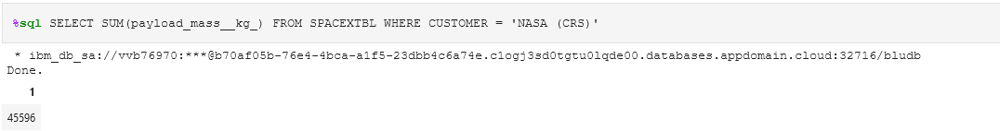 %sql SELECT SUM(payload_mass__kg_) FROM SPACEXTBL WHERE CUSTOMER = 'NASA (CRS)'
* ibm_db_sa://vvb76970:***@b70af05b-76e4-4bca-a1f5-23dbb4c6a74e.c1ogj3sd0tgtu0lqde00.databases.appdomain.cloud:32716/bludb
Done.
1
45596